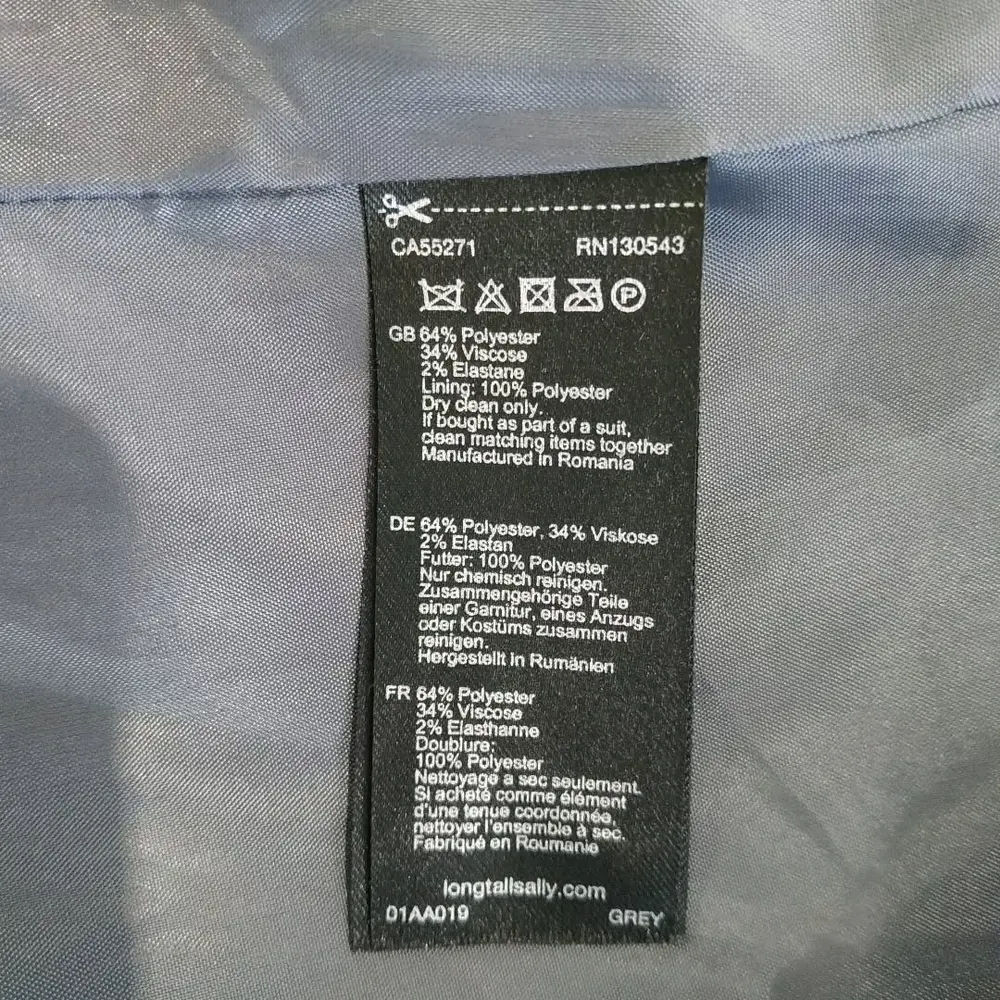 CA55271 RN130543
P
GB 64% Polyester
34% Viscose
2% Elastane
Lining: 100% Polyester
Dry clean only.
If bought as part of a suit,
clean matching items together
Manufactured in Romania
DE 64% Polyester, 34% Viskose
2% Elastan
Futter: 100% Polyester
Nur chemisch reinigen.
Zusammengehörige Teile
einer Garnitur, eines Anzugs
oder Kostüms zusammen
reinigen.
Hergestellt in Rumänien
FR 64% Polyester
34% Viscose
2% Elasthanne
Doublure:
100% Polyester
Nettoyage a sec seulement.
Si acheté comme élément
d'une tenue coordonnée,
nettoyer l'ensemble à sec.
Fabriqué en Roumanie
longtallsally.com
01AA019 GREY